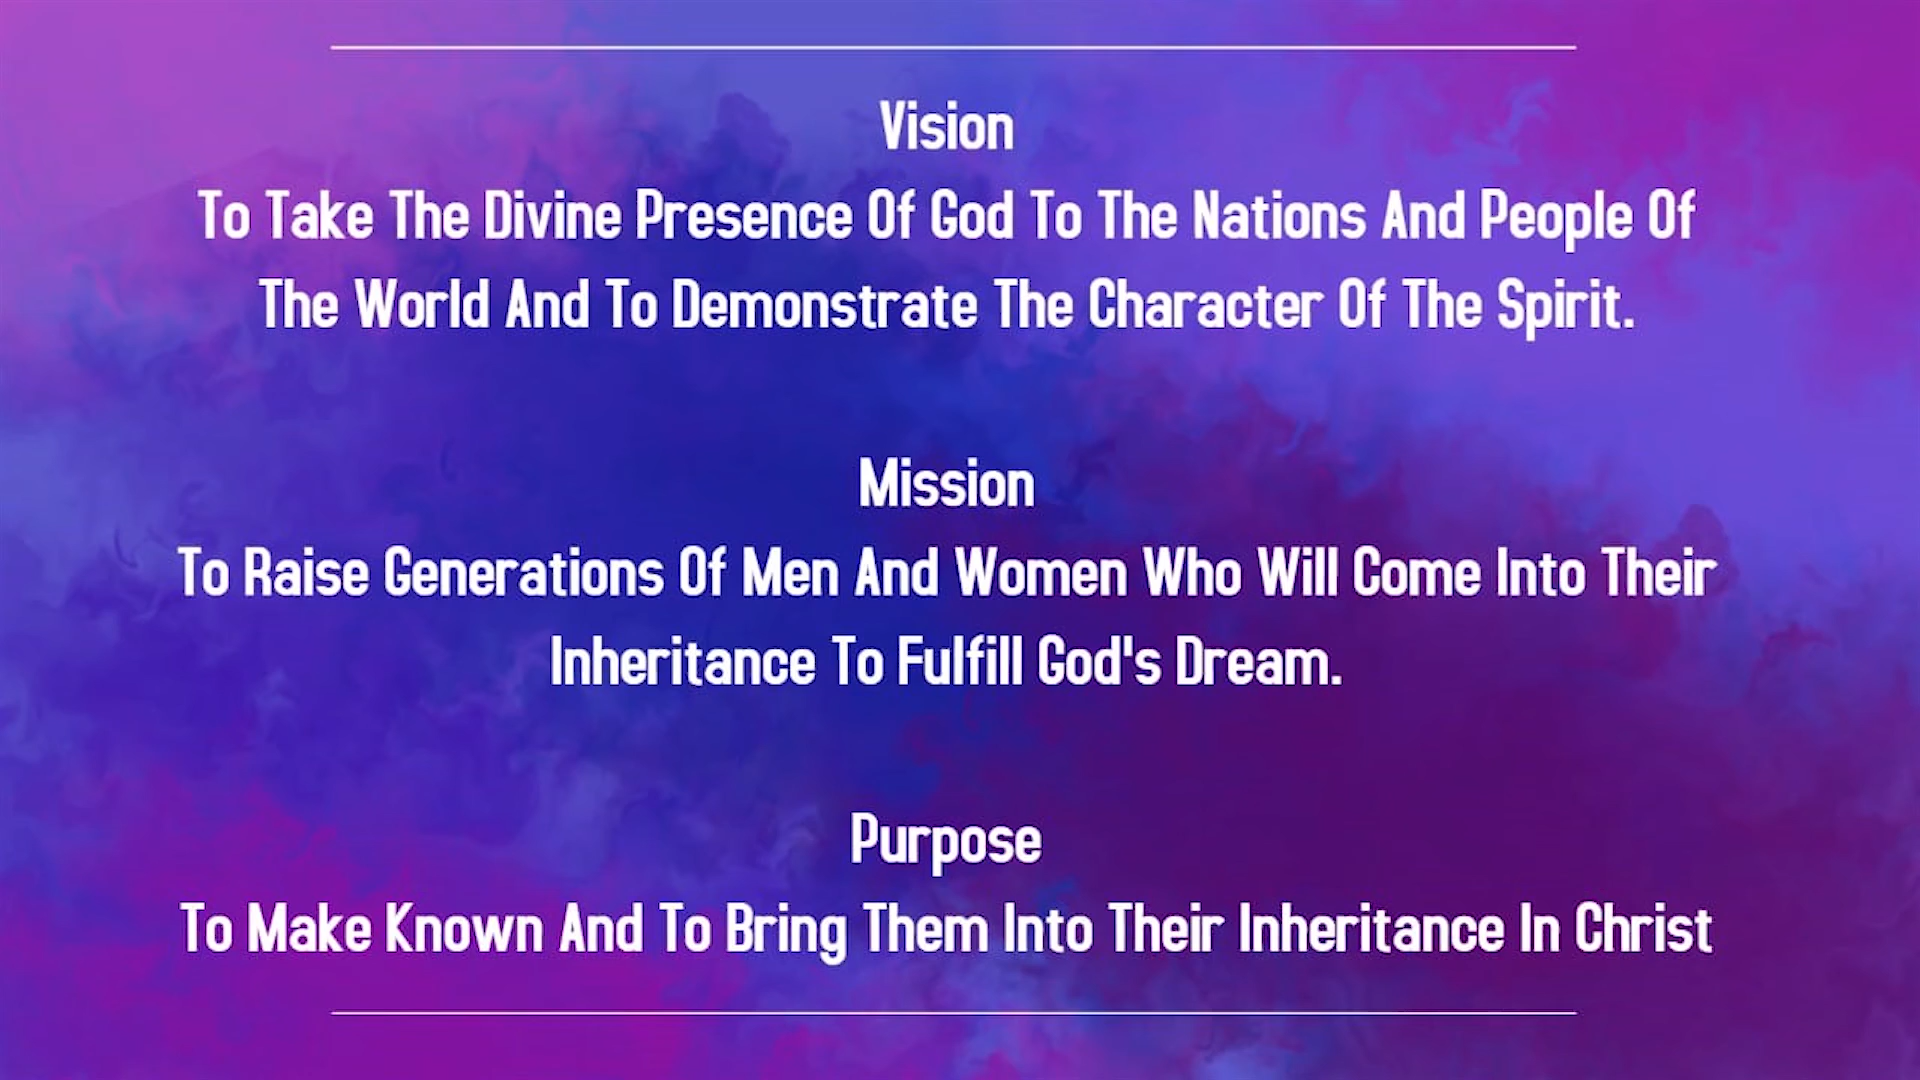 Vision
To Take The Divine Presence Of God To The Nations And People Of
The World And To Demonstrate The Character Of The Spirit.
Mission
To Raise Generations Of Men And Women Who Will Come Into Their
Inheritance To Fulfill God's Dream.
Purpose
To Make Known And To Bring Them Into Their Inheritance In Christ